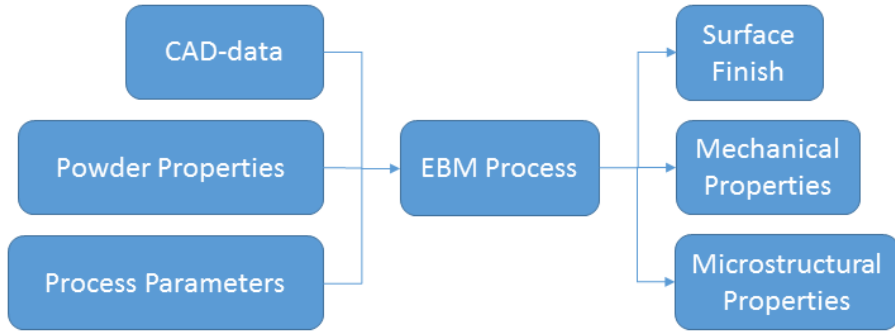 CAD-data
Powder Properties
Process Parameters
EBM Process
Surface
Finish
Mechanical
Properties
Microstructural
Properties